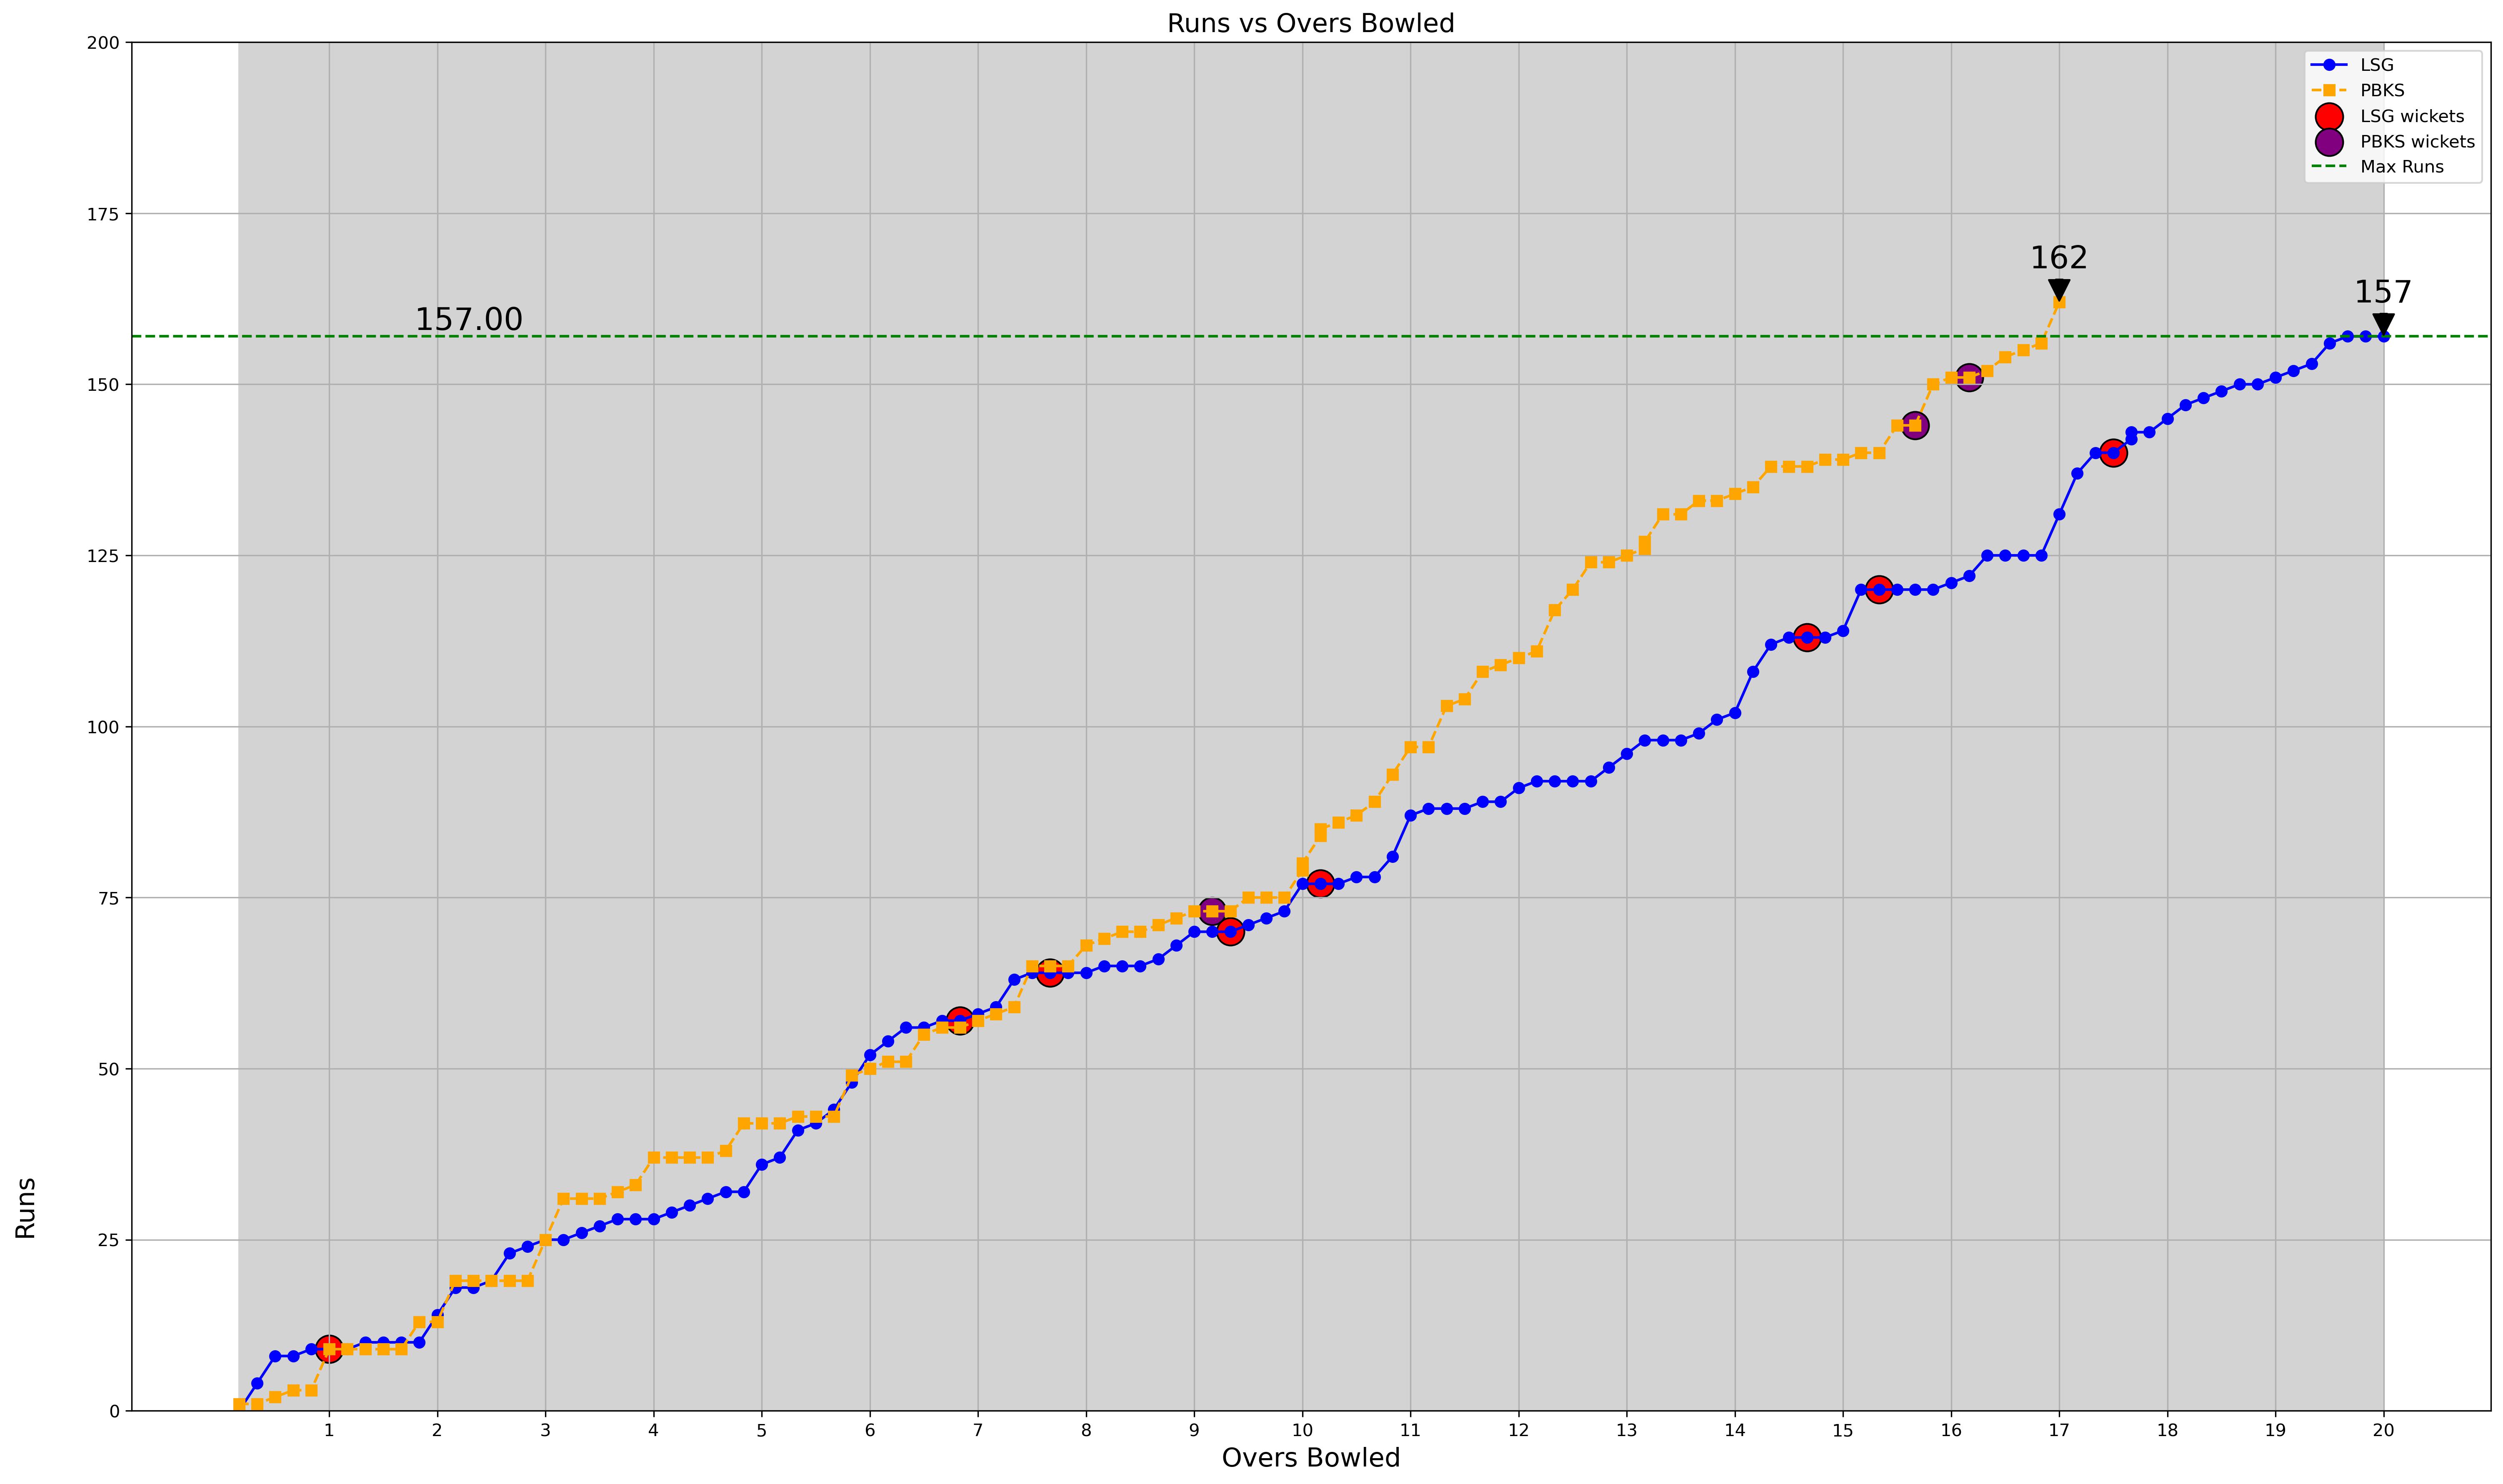 Runs vs Overs Bowled
200
175
150
125
100
75
50
25
0
Runs
LSG
PBKS
LSG wickets
PBKS wickets
Max Runs
162
157
157.00
1 2 3 4 5 6 7 8 9 10 11 12 13 14 15 16 17 18 19 20
Overs Bowled